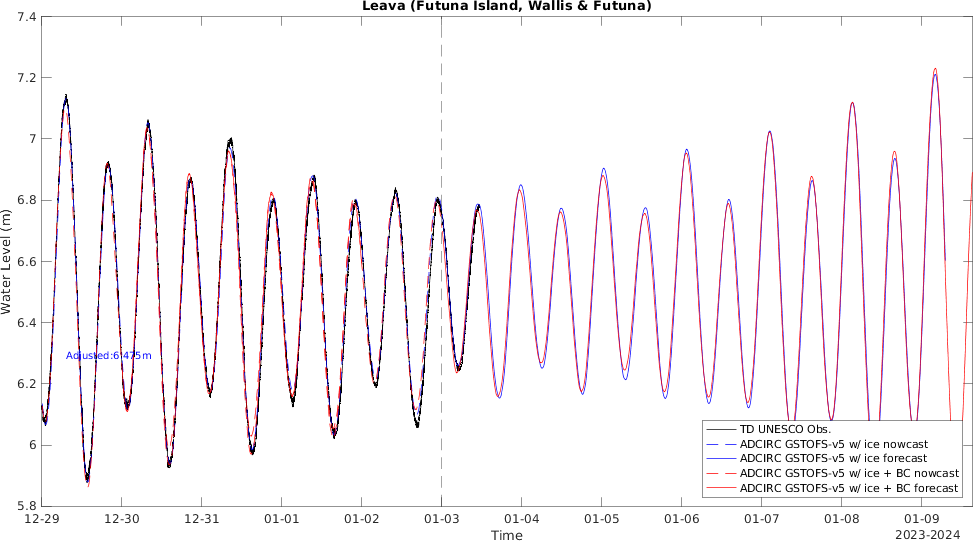 Leava (Futuna Island, Wallis & Futuna)
7.4
7.2
7
6.8
6.6
6.4
6.2
6
5.8
Water Level (m)
Adjusted:6.475m
TD UNESCO Obs.
ADCIRC GSTOFS-v5 w/ ice nowcast
ADCIRC GSTOFS-v5 w/ ice forecast
ADCIRC GSTOFS-v5 w/ ice + BC nowcast
ADCIRC GSTOFS-v5 w/ ice + BC forecast
12-29 12-30 12-31 01-01 01-02 01-03 01-04 01-05 01-06 01-07 01-08 01-09
Time
2023-2024